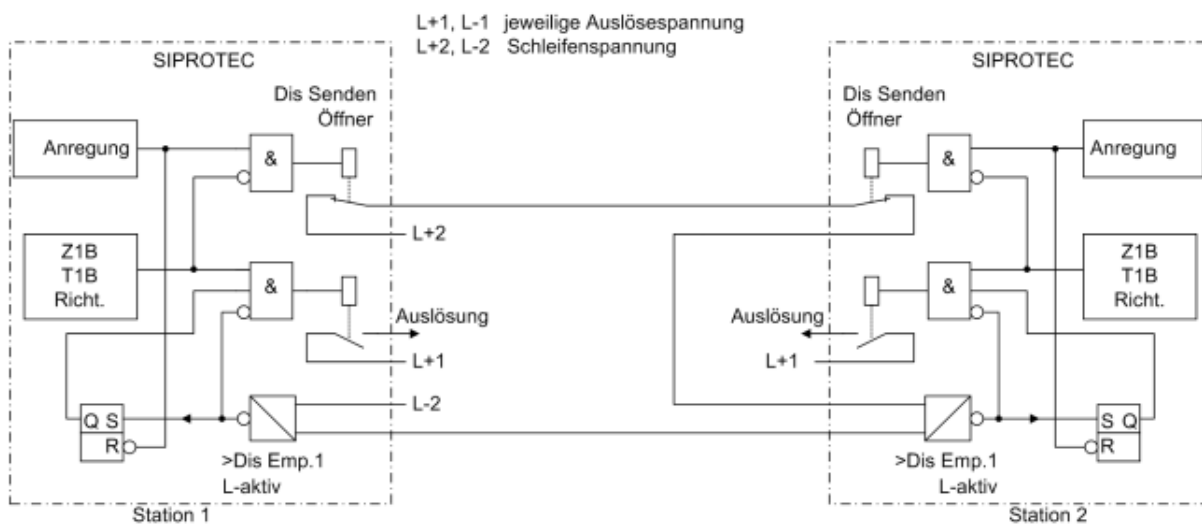 L+1, L-1 jeweilige Auslösespannung
L+2, L-2 Schleifenspannung
SIPROTEC
Dis Senden
Öffner
Anregung
&
L+2
Z1B
T1B
Richt.
&
Auslösung
L+1
L-2
Q S
R
>Dis Emp.1
L-aktiv
Station 1
SIPROTEC
Dis Senden
Öffner
&
Anregung
Z1B
T1B
Richt.
&
Auslösung
L+1
S Q
R
>Dis Emp.1
L-aktiv
Station 2